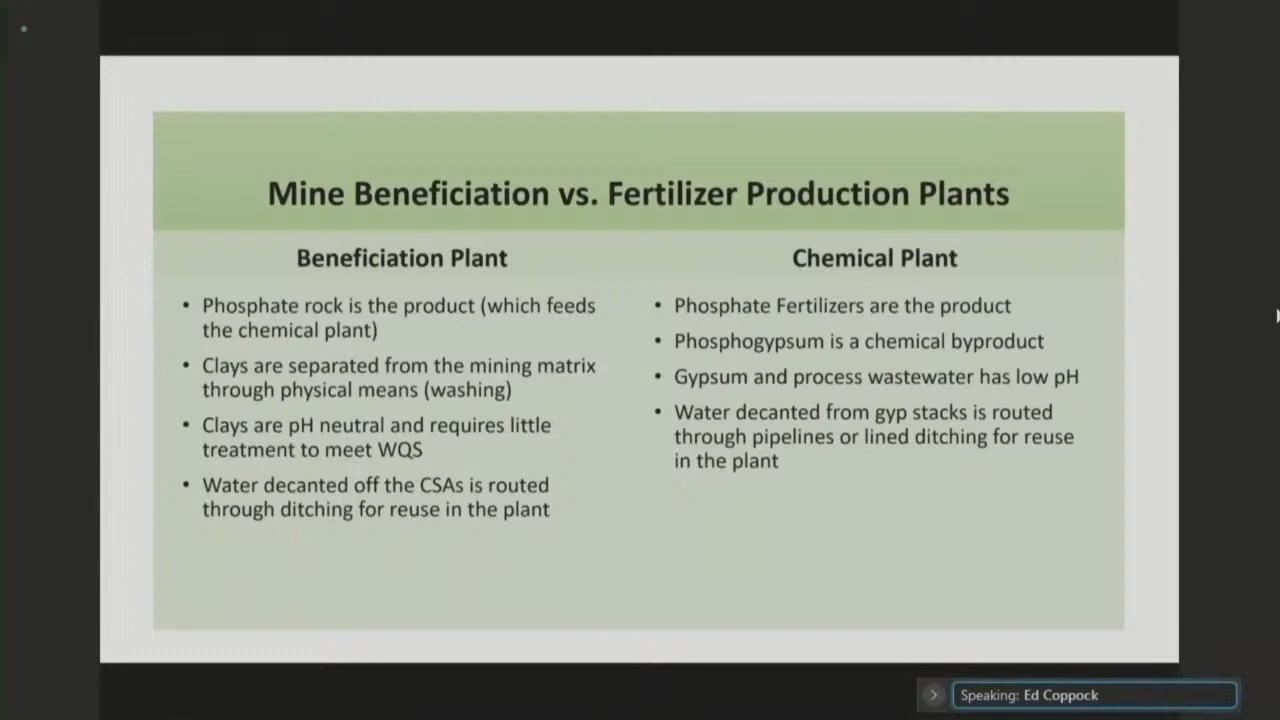 Mine Beneficiation vs. Fertilizer Production Plants
Beneficiation Plant
• Phosphate rock is the product (which feeds
the chemical plant)
• Clays are separated from the mining matrix
through physical means (washing)
• Clays are pH neutral and requires little
treatment to meet WQS
• Water decanted off the CSAs is routed
through ditching for reuse in the plant
Chemical Plant
• Phosphate Fertilizers are the product
• Phosphogypsum is a chemical byproduct
• Gypsum and process wastewater has low pH
• Water decanted from gyp stacks is routed
through pipelines or lined ditching for reuse
in the plant
Speaking: Ed Coppock